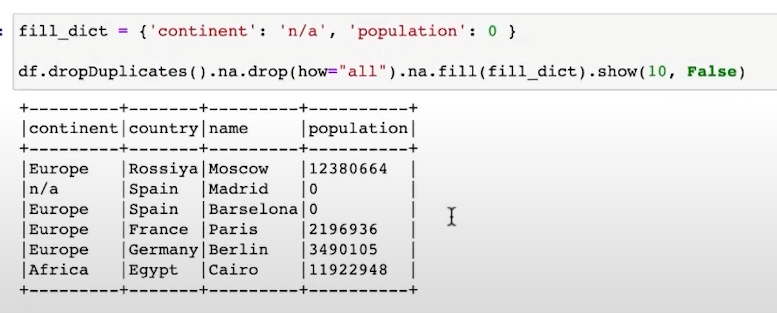 : fill_dict = {'continent': 'n/a', 'population': 0 }
df.dropDuplicates().na.drop(how="all").na.fill(fill_dict).show(10, False)
+---------+-------+---------+----------+
|continent|country|name     |population|
+---------+-------+---------+----------+
|Europe   |Rossiya|Moscow   |12380664  |
|n/a      |Spain  |Madrid   |0         |
|Europe   |Spain  |Barselona|0         |
|Europe   |France |Paris    |2196936   |
|Europe   |Germany|Berlin   |3490105   |
|Africa   |Egypt  |Cairo    |11922948  |
+---------+-------+---------+----------+